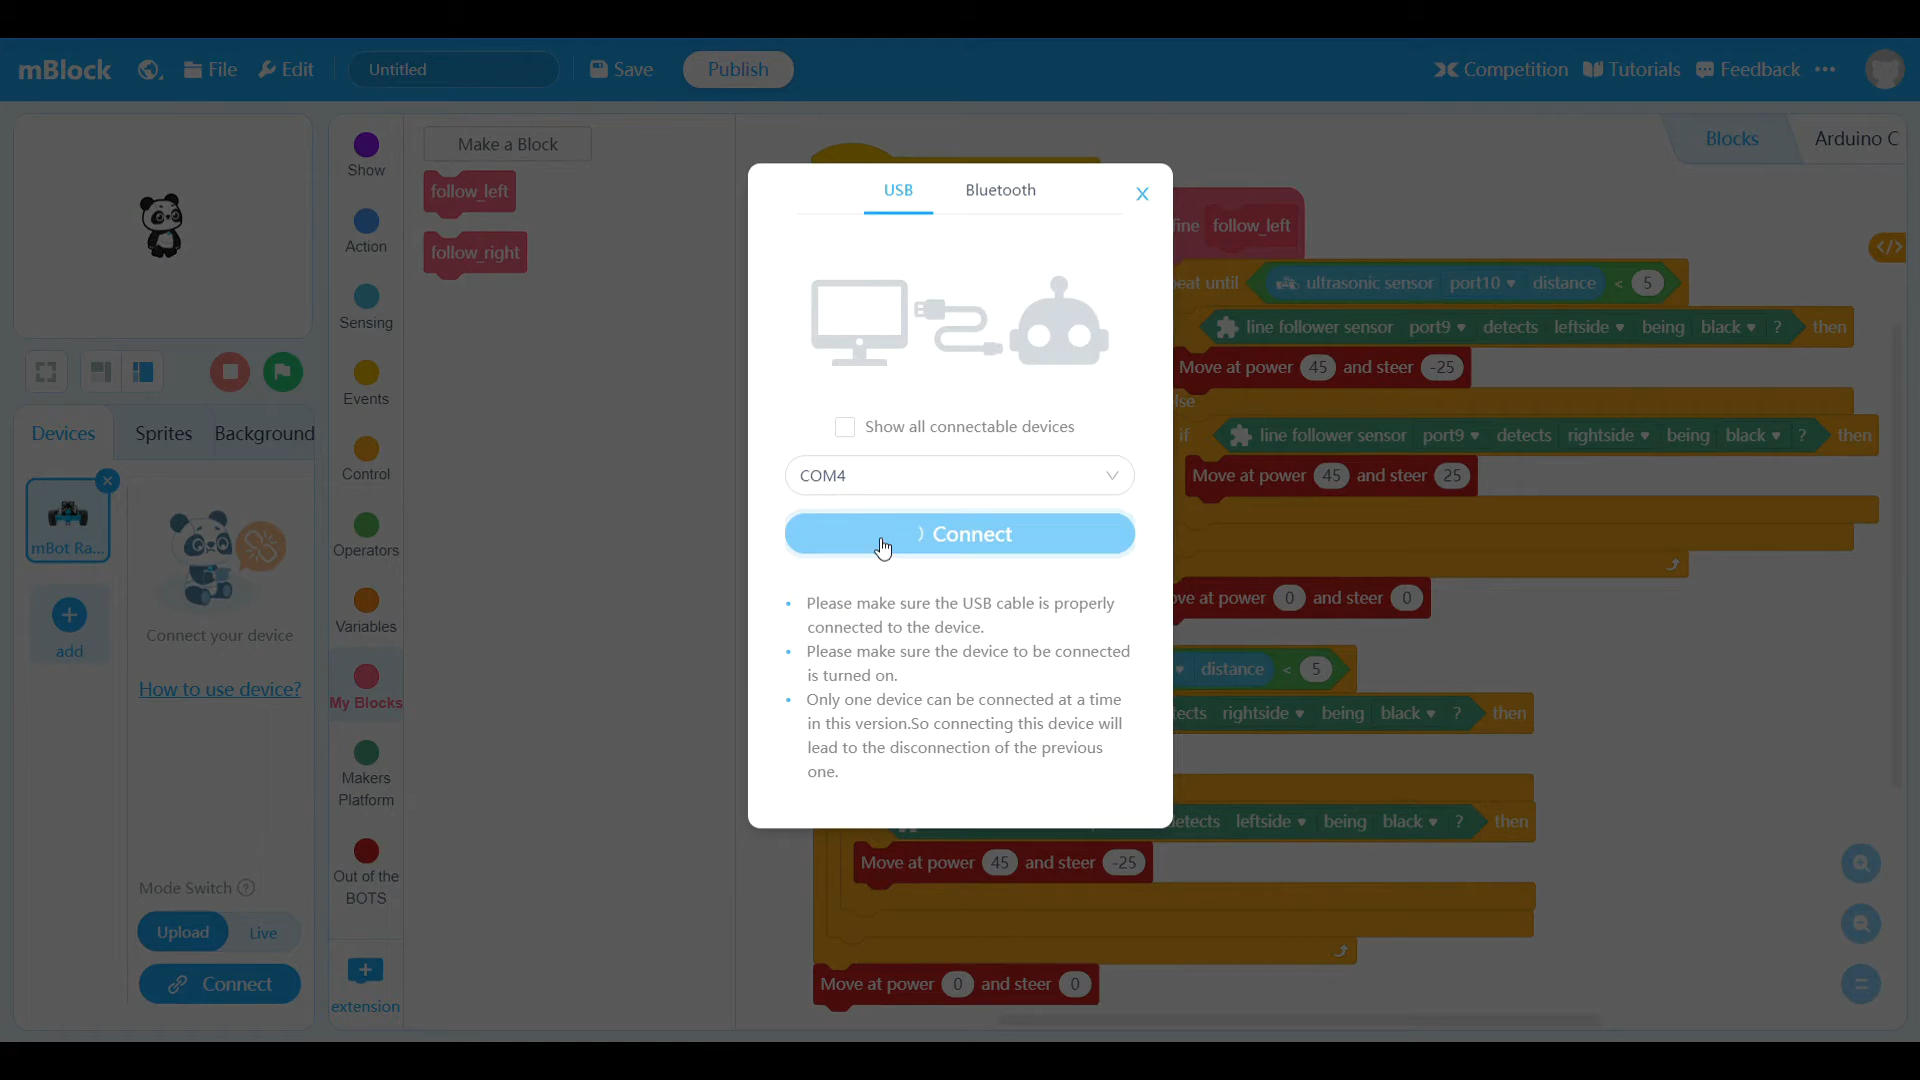 mBlock File Edit Untitled Save Publish Competition Tutorials Feedback
Blocks Arduino C
Show
Action
Sensing
Events
Control
Operators
Variables
My Blocks
Makers
Platform
Out of the
BOTS
extension
Make a Block
follow_left
follow_right
Devices Sprites Background
mBot Ra...
add
Connect your device
How to use device?
Mode Switch ?
Upload Live
Connect
USB Bluetooth X
Show all connectable devices
COM4
Connect
Please make sure the USB cable is properly
connected to the device.
Please make sure the device to be connected
is turned on.
Only one device can be connected at a time
in this version.So connecting this device will
lead to the disconnection of the previous
one.
follow_left
until ultrasonic sensor port10 distance < 5
line follower sensor port9 detects leftside being black ? then
Move at power 45 and steer -25
if line follower sensor port9 detects rightside being black ? then
Move at power 45 and steer 25
at power 0 and steer 0
distance < 5
rightside being black ? then
leftside being black ? then
Move at power 45 and steer -25
Move at power 0 and steer 0